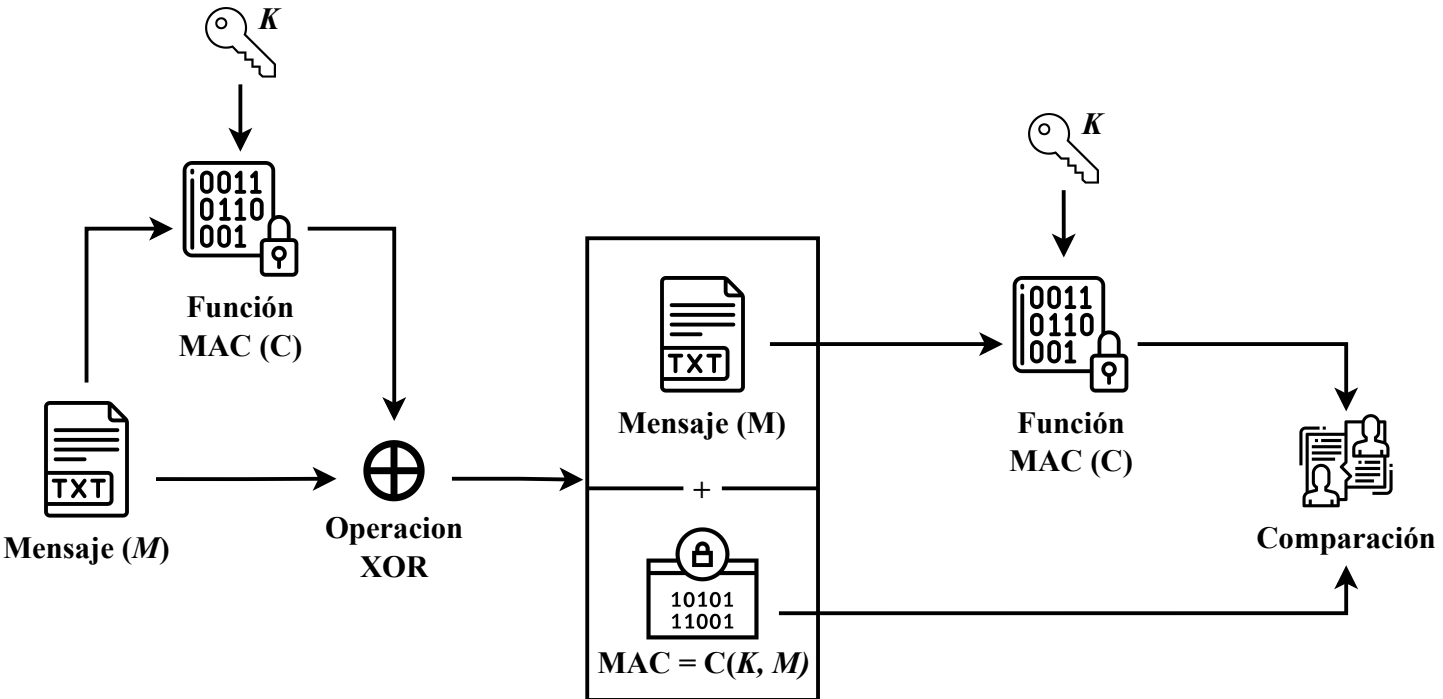 K
0011
0110
001
Función
MAC (C)
TXT
Mensaje (M)
Operacion
XOR
TXT
Mensaje (M)
+
10101
11001
MAC = C(K, M)
K
0011
0110
001
Función
MAC (C)
Comparación